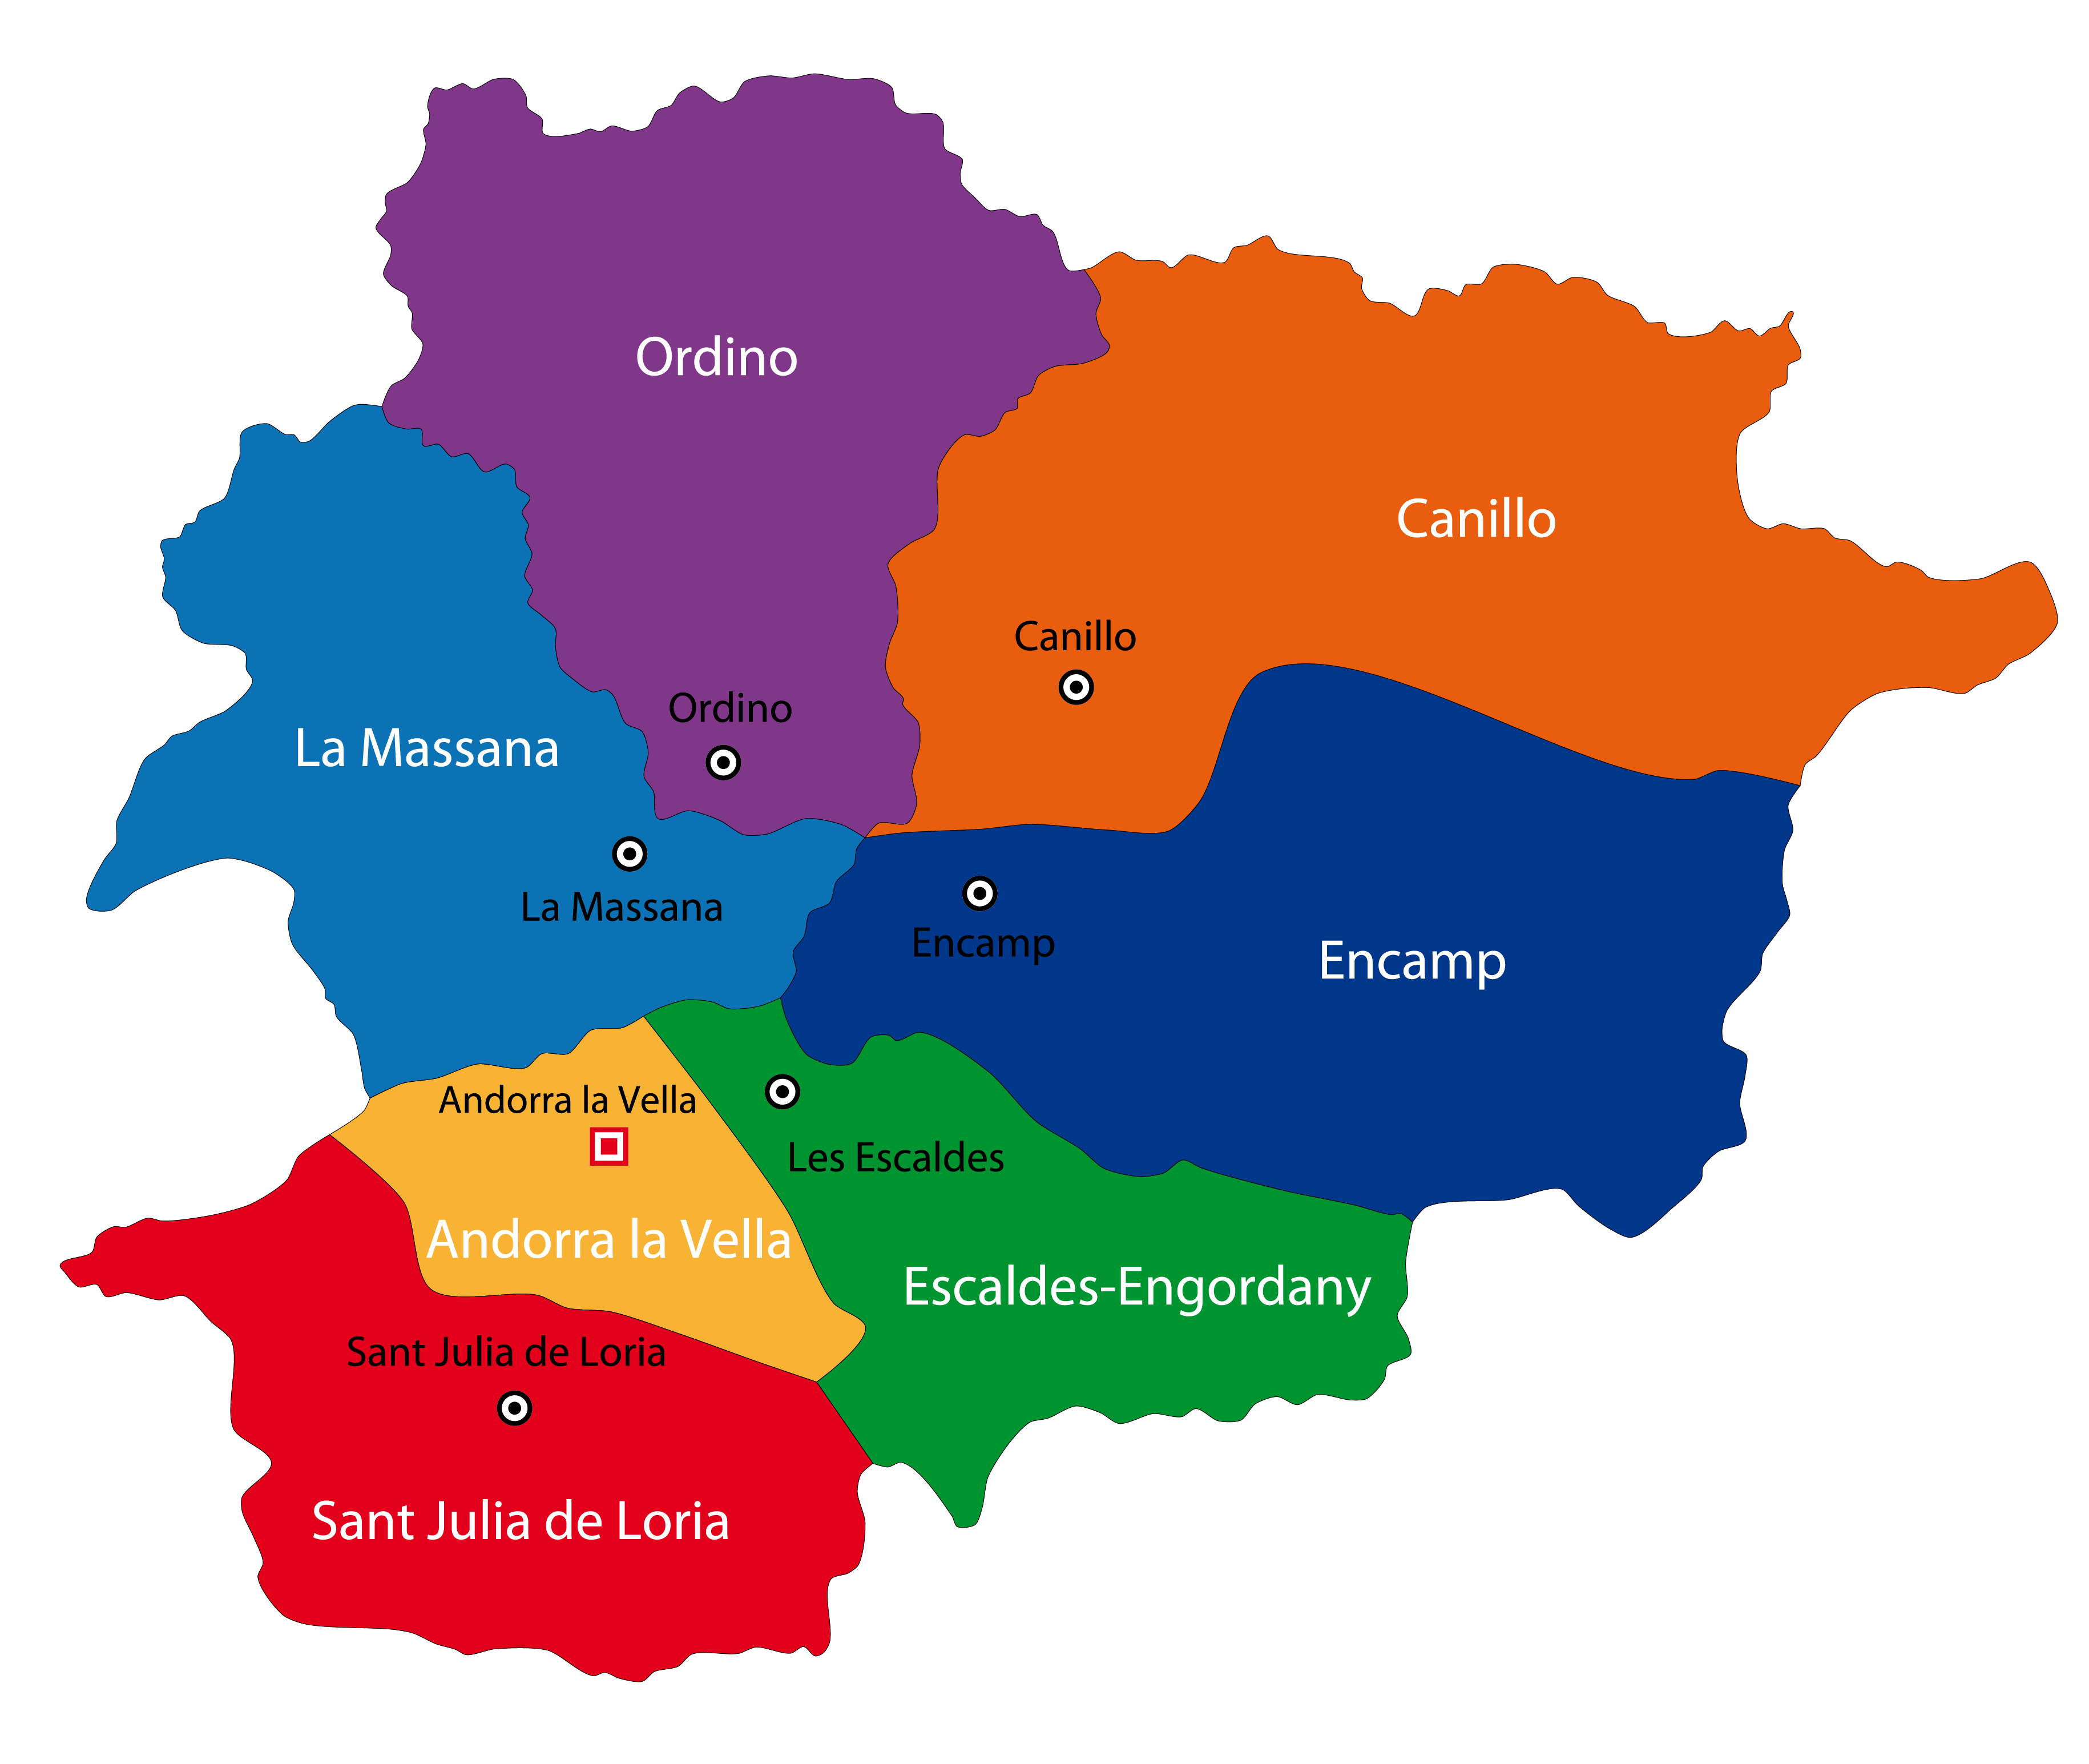 Ordino
Canillo
Canillo
Ordino
La Massana
La Massana
Encamp
Encamp
Andorra la Vella
Les Escaldes
Andorra la Vella
Escaldes-Engordany
Sant Julia de Loria
Sant Julia de Loria